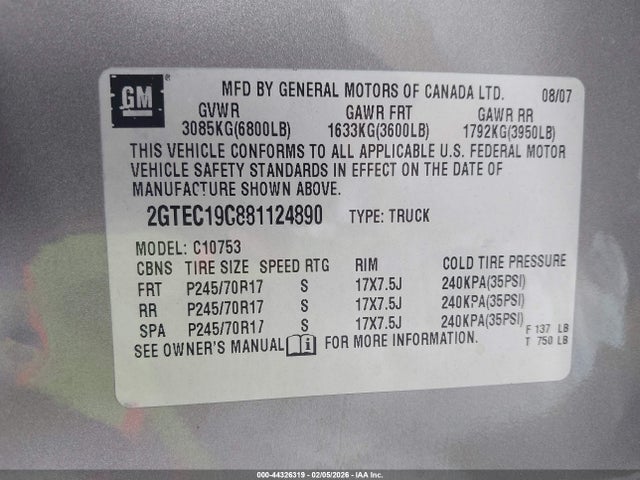 GM ®
MFD BY GENERAL MOTORS OF CANADA LTD. 08/07
GVWR GAWR FRT GAWR RR
3085KG(6800LB) 1633KG(3600LB) 1792KG(3950LB)
THIS VEHICLE CONFORMS TO ALL APPLICABLE U.S. FEDERAL MOTOR
VEHICLE SAFETY STANDARDS IN EFFECT ON THE DATE OF
MANUFACTURE SHOWN ABOVE.
2GTEC19C881124890 TYPE: TRUCK
MODEL: C10753
CBNS TIRE SIZE SPEED RTG RIM COLD TIRE PRESSURE
FRT P245/70R17 S 17X7.5J 240KPA(35PSI)
RR P245/70R17 S 17X7.5J 240KPA(35PSI)
SPA P245/70R17 S 17X7.5J 240KPA(35PSI)
F 137 LB
SEE OWNER'S MANUAL i FOR MORE INFORMATION.
T 750 LB
000-44326319 - 02/05/2026 - IAA Inc.